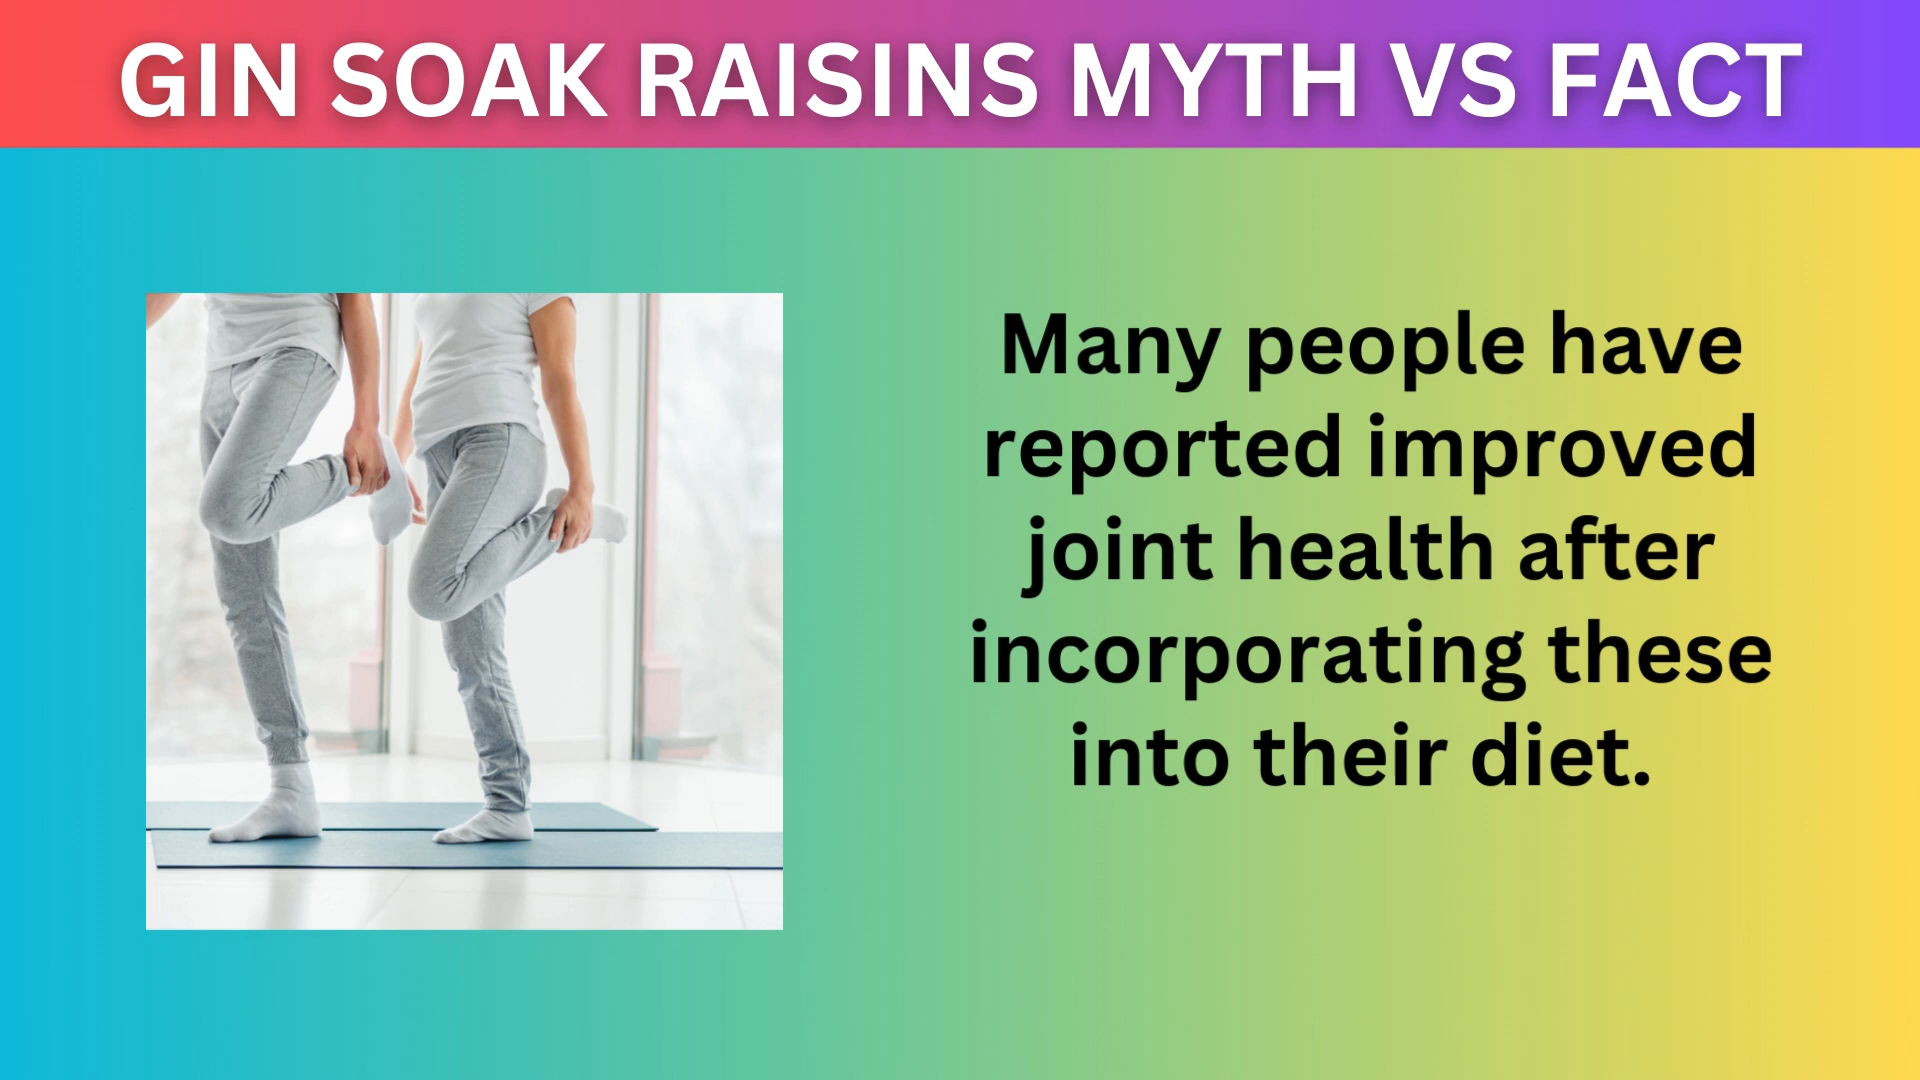 GIN SOAK RAISINS MYTH VS FACT
Many people have
reported improved
joint health after
incorporating these
into their diet.